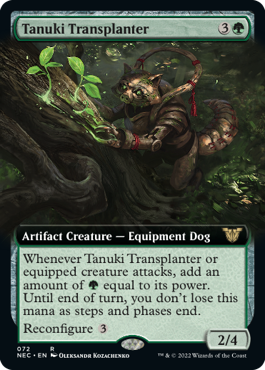 Tanuki Transplanter 3
Artifact Creature — Equipment Dog
Whenever Tanuki Transplanter or
equipped creature attacks, add an
amount of equal to its power.
Until end of turn, you don't lose this
mana as steps and phases end.
Reconfigure 3
2/4
072 R
NEC • EN OLEKSANDR KOZACHENKO ™ & © 2022 Wizards of the Coast